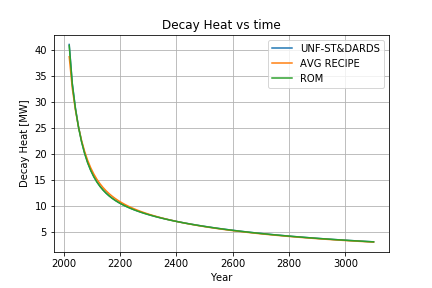 Decay Heat vs time
UNF-ST&DARDS
AVG RECIPE
ROM
Decay Heat [MW]
40
35
30
25
20
15
10
5
2000 2200 2400 2600 2800 3000
Year